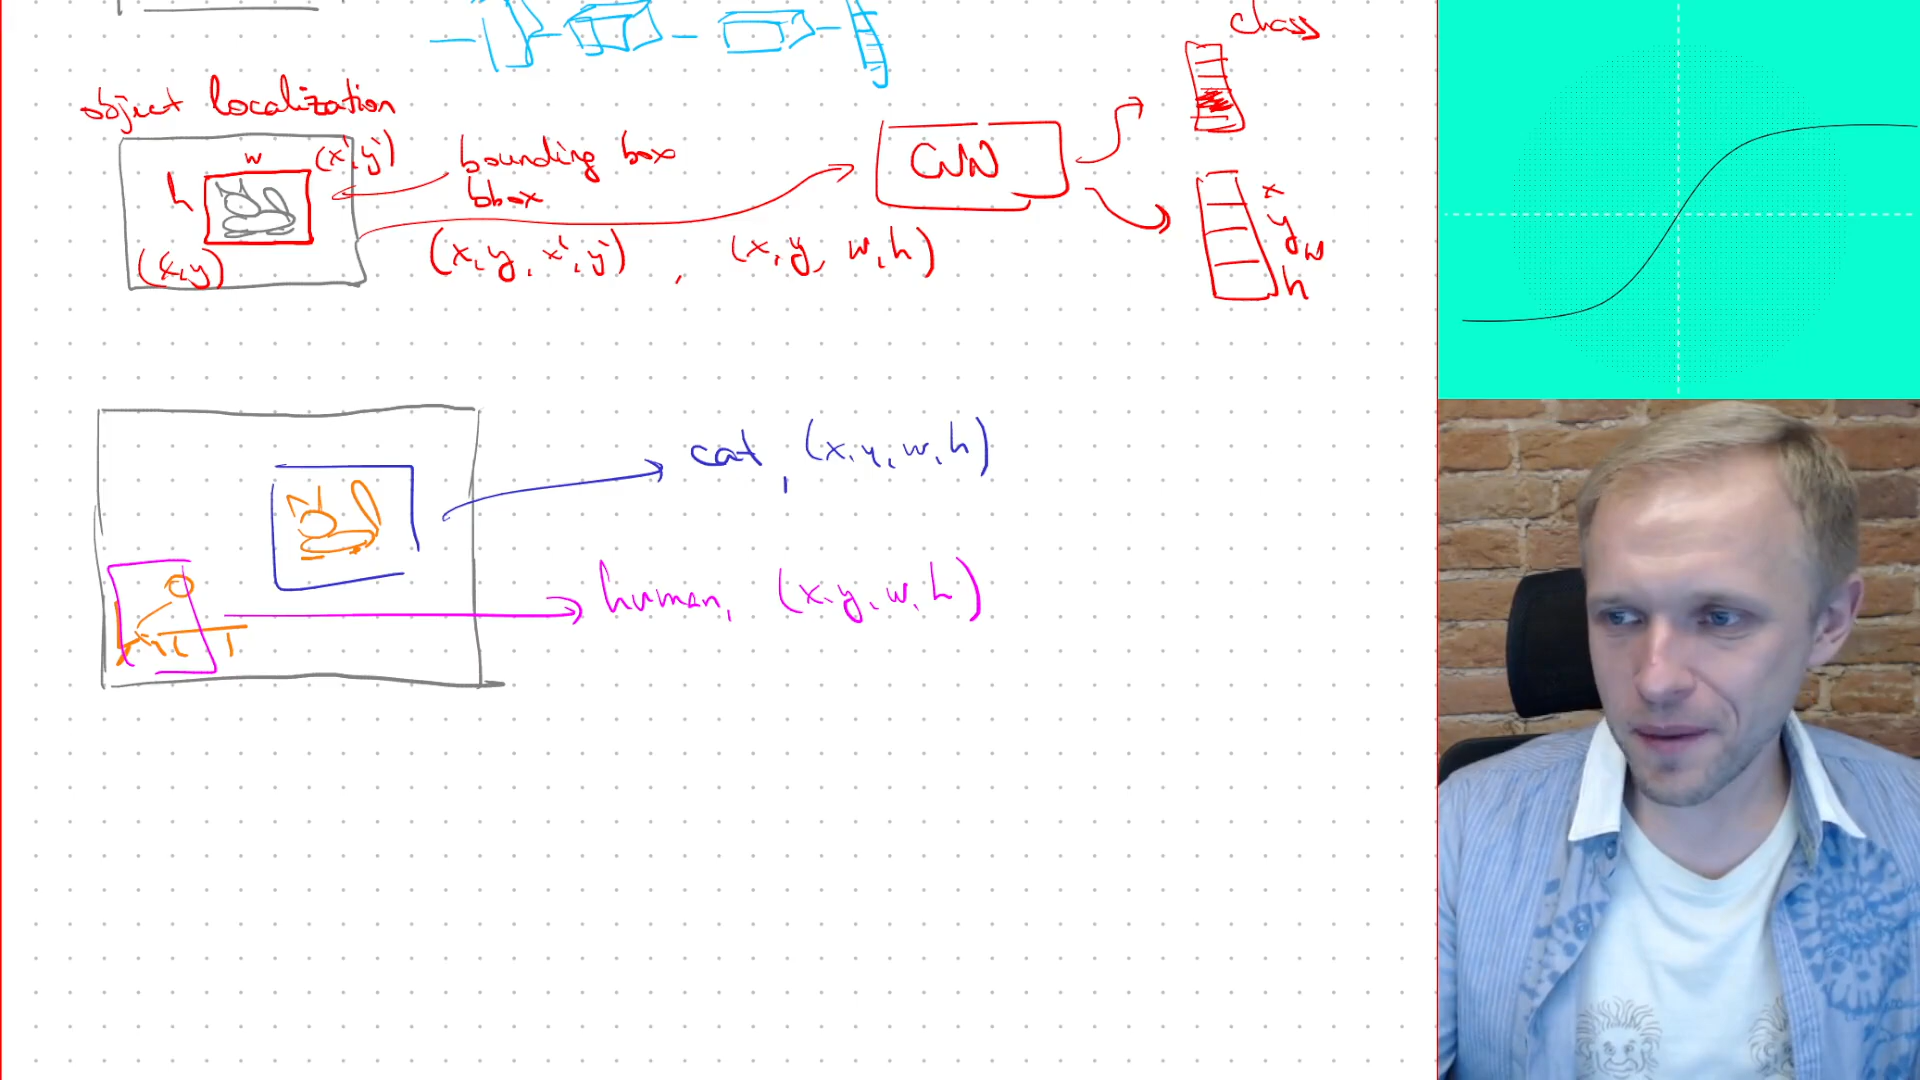 class
object localization
w
(x',y')
bounding box
bbox
h
CNN
(x,y)
(x,y, x',y')
,
(x,y, w,h)
x
y
w
h
cat, (x,y,w,h)
human, (x,y,w,h)